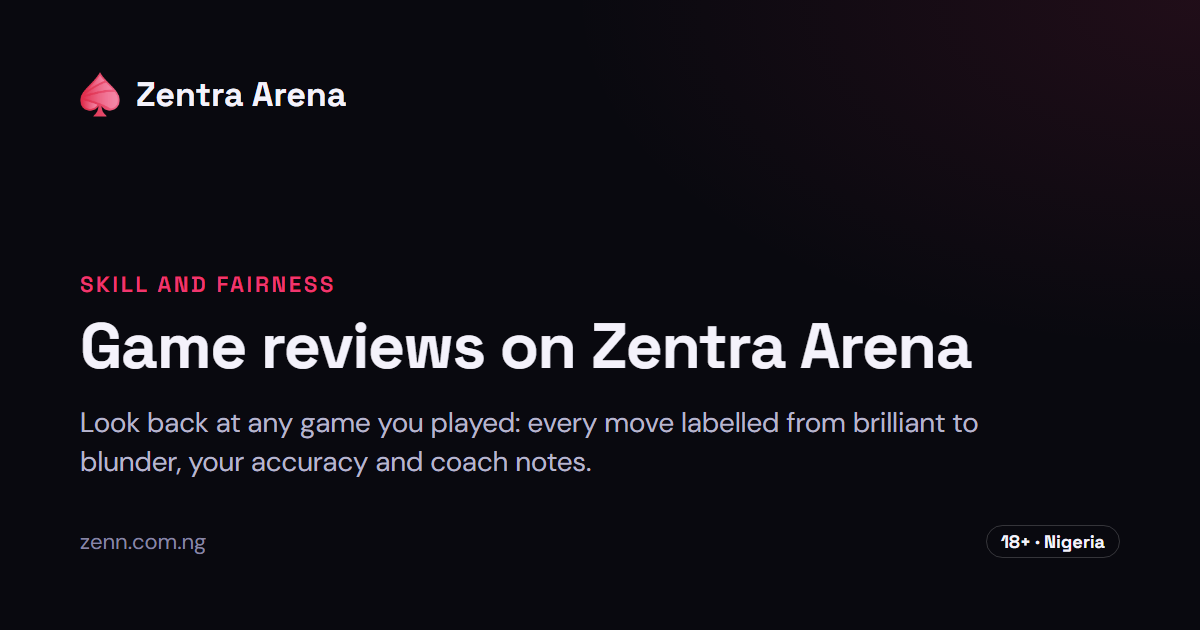 Zentra Arena
SKILL AND FAIRNESS
Game reviews on Zentra Arena
Look back at any game you played: every move labelled from brilliant to
blunder, your accuracy and coach notes.
zenn.com.ng
18+ · Nigeria